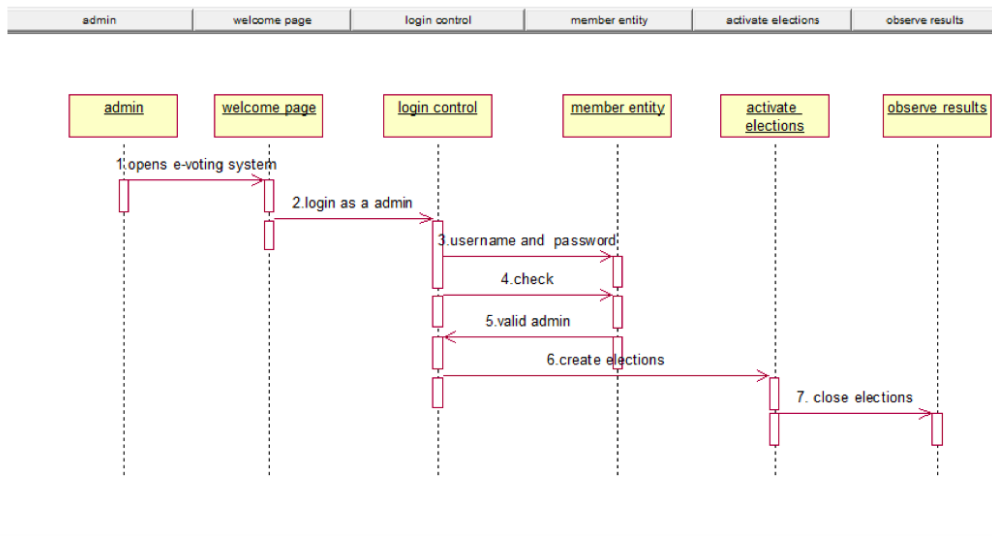 admin
welcome page
login control
member entity
activate elections
observe results
admin
welcome page
login control
member entity
activate
elections
observe results
1.opens e-voting system
2.login as a admin
3.username and password
4.check
5.valid admin
6.create elections
7. close elections